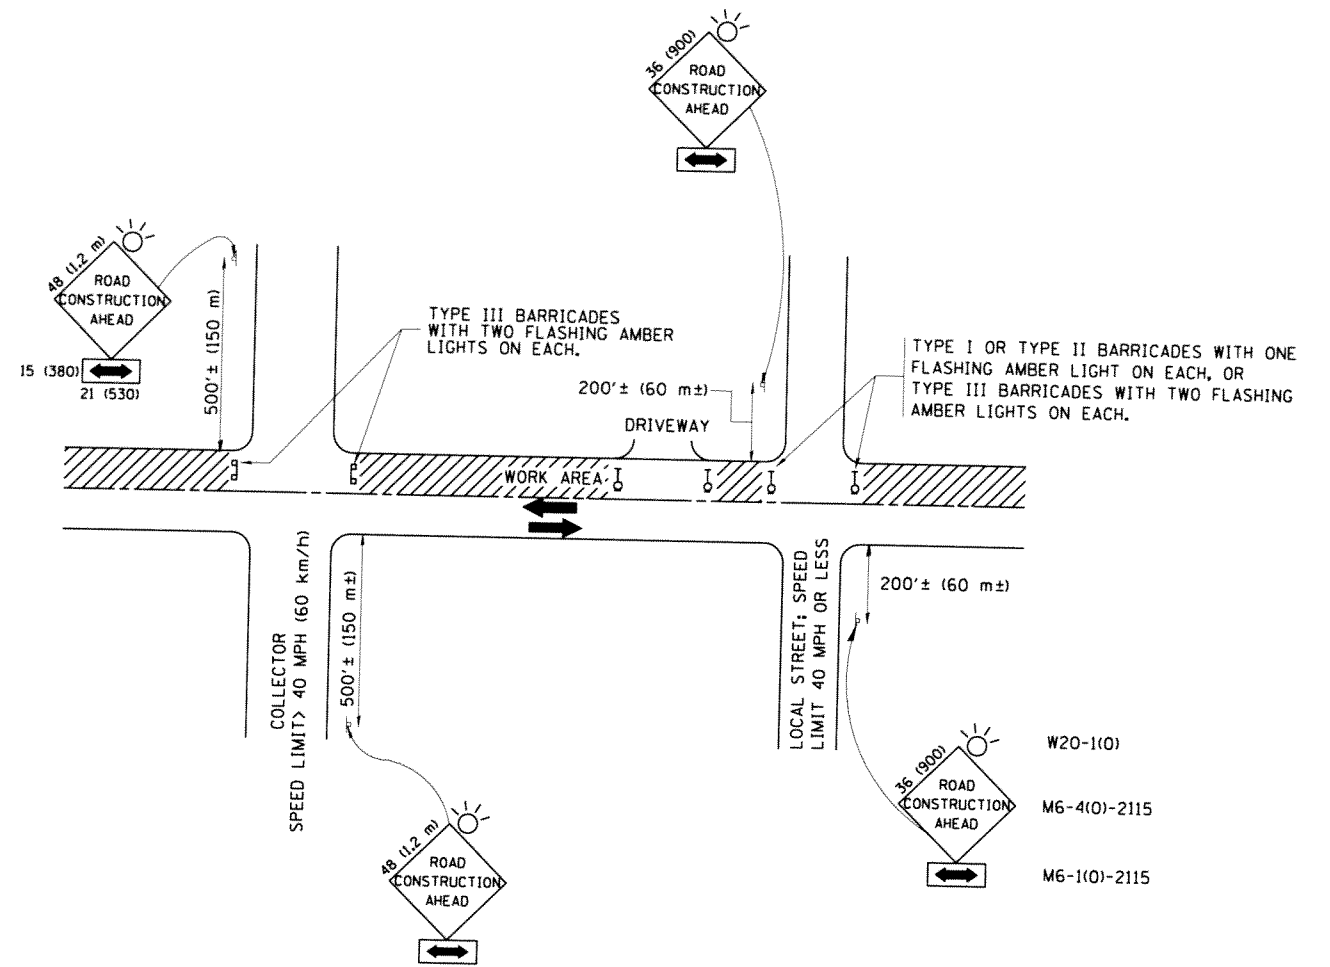 36 (900)
ROAD
CONSTRUCTION
AHEAD
48 (1.2 m)
ROAD
CONSTRUCTION
AHEAD
15 (380)
21 (530)
500'± (150 m)
TYPE III BARRICADES
WITH TWO FLASHING AMBER
LIGHTS ON EACH.
200'± (60 m±)
DRIVEWAY
TYPE I OR TYPE II BARRICADES WITH ONE
FLASHING AMBER LIGHT ON EACH, OR
TYPE III BARRICADES WITH TWO FLASHING
AMBER LIGHTS ON EACH.
WORK AREA
COLLECTOR
SPEED LIMIT> 40 MPH (60 km/h)
500'± (150 m±)
LOCAL STREET; SPEED
LIMIT 40 MPH OR LESS
200'± (60 m±)
48 (1.2 m)
ROAD
CONSTRUCTION
AHEAD
36 (900)
ROAD
CONSTRUCTION
AHEAD
W20-1(O)
M6-4(O)-2115
M6-1(O)-2115